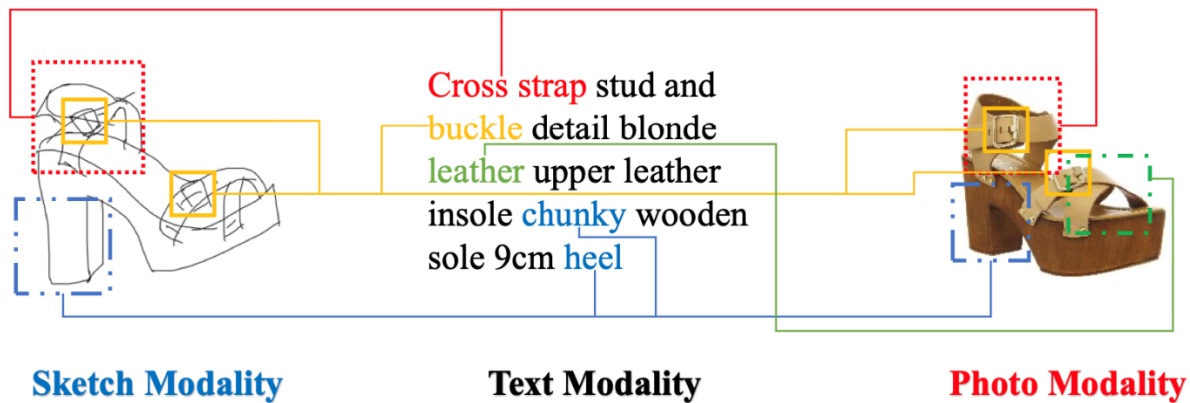 Cross strap stud and
buckle detail blonde
leather upper leather
insole chunky wooden
sole 9cm heel
Sketch Modality
Text Modality
Photo Modality